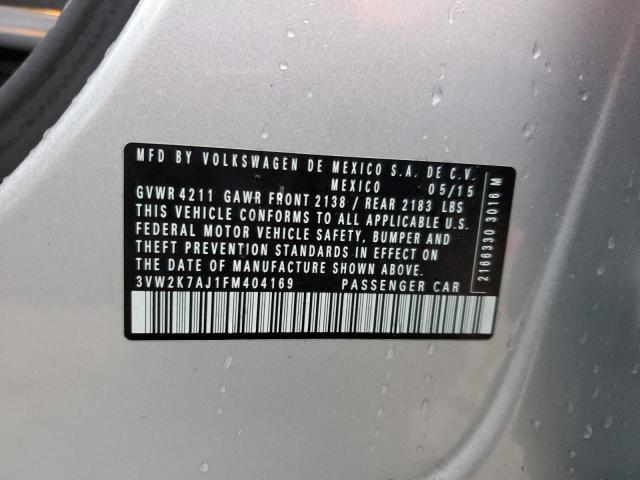 MFD BY VOLKSWAGEN DE MEXICO S.A. DE C.V.
MEXICO 05/15
GVWR 4211 GAWR FRONT 2138 / REAR 2183 LBS
THIS VEHICLE CONFORMS TO ALL APPLICABLE U.S.
FEDERAL MOTOR VEHICLE SAFETY, BUMPER AND
THEFT PREVENTION STANDARDS IN EFFECT ON
THE DATE OF MANUFACTURE SHOWN ABOVE.
3VW2K7AJ1FM404169 PASSENGER CAR
2166330 3016 M